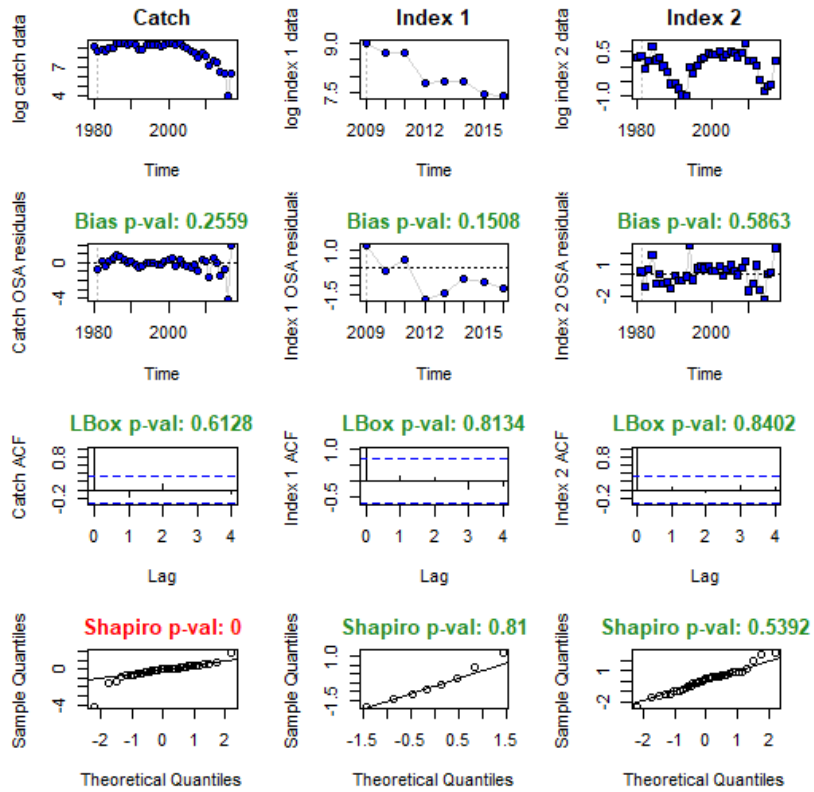 Catch
Index 1
Index 2
log catch data
7
4
1980
2000
Time
log index 1 data
9.0
7.5
2009
2012
2015
Time
log index 2 data
0.5
-1.0
1980
2000
Time
Bias p-val: 0.2559
Bias p-val: 0.1508
Bias p-val: 0.5863
Catch OSA residuals
0
-4
1980
2000
Time
Index 1 OSA residuals
1.0
-1.5
2009
2012
2015
Time
Index 2 OSA residuals
1
-2
1980
2000
Time
LBox p-val: 0.6128
LBox p-val: 0.8134
LBox p-val: 0.8402
Catch ACF
0.8
-0.2
0 1 2 3 4
Lag
Index 1 ACF
1.0
-0.5
0 1 2 3 4
Lag
Index 2 ACF
0.8
-0.2
0 1 2 3 4
Lag
Shapiro p-val: 0
Shapiro p-val: 0.81
Shapiro p-val: 0.5392
Sample Quantiles
0
-4
-2 -1 0 1 2
Theoretical Quantiles
Sample Quantiles
1.0
-1.5
-1.5 -0.5 0.5 1.5
Theoretical Quantiles
Sample Quantiles
1
-2
-2 -1 0 1 2
Theoretical Quantiles